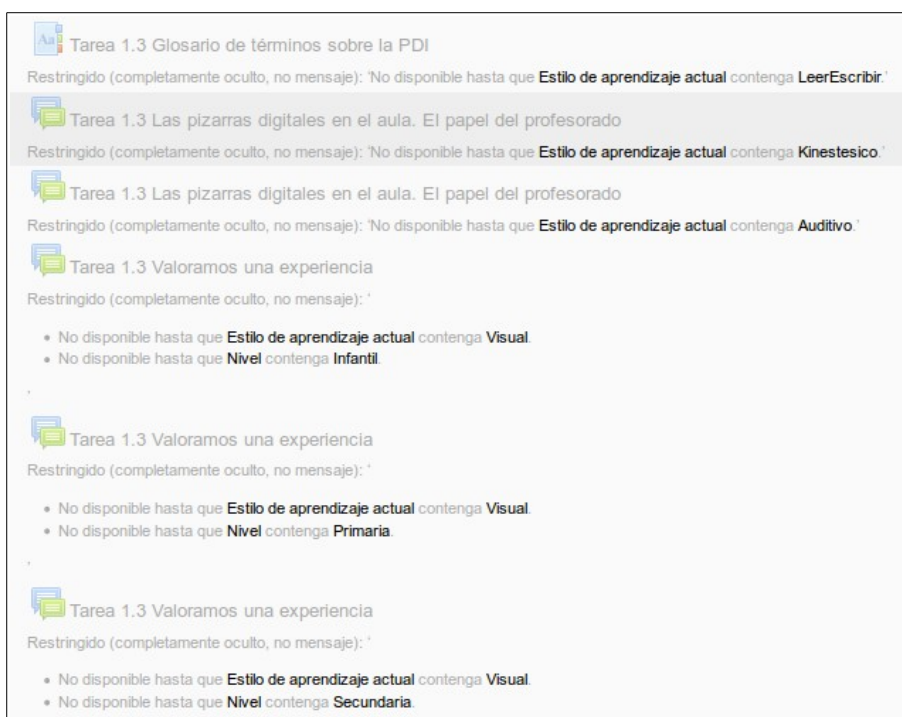 Aa
Tarea 1.3 Glosario de términos sobre la PDI
Restringido (completamente oculto, no mensaje): 'No disponible hasta que Estilo de aprendizaje actual contenga LeerEscribir.'
Tarea 1.3 Las pizarras digitales en el aula. El papel del profesorado
Restringido (completamente oculto, no mensaje): 'No disponible hasta que Estilo de aprendizaje actual contenga Kinestesico.'
Tarea 1.3 Las pizarras digitales en el aula. El papel del profesorado
Restringido (completamente oculto, no mensaje): 'No disponible hasta que Estilo de aprendizaje actual contenga Auditivo.'
Tarea 1.3 Valoramos una experiencia
Restringido (completamente oculto, no mensaje): '
• No disponible hasta que Estilo de aprendizaje actual contenga Visual.
• No disponible hasta que Nivel contenga Infantil.
'
Tarea 1.3 Valoramos una experiencia
Restringido (completamente oculto, no mensaje): '
• No disponible hasta que Estilo de aprendizaje actual contenga Visual.
• No disponible hasta que Nivel contenga Primaria.
'
Tarea 1.3 Valoramos una experiencia
Restringido (completamente oculto, no mensaje): '
• No disponible hasta que Estilo de aprendizaje actual contenga Visual.
• No disponible hasta que Nivel contenga Secundaria.